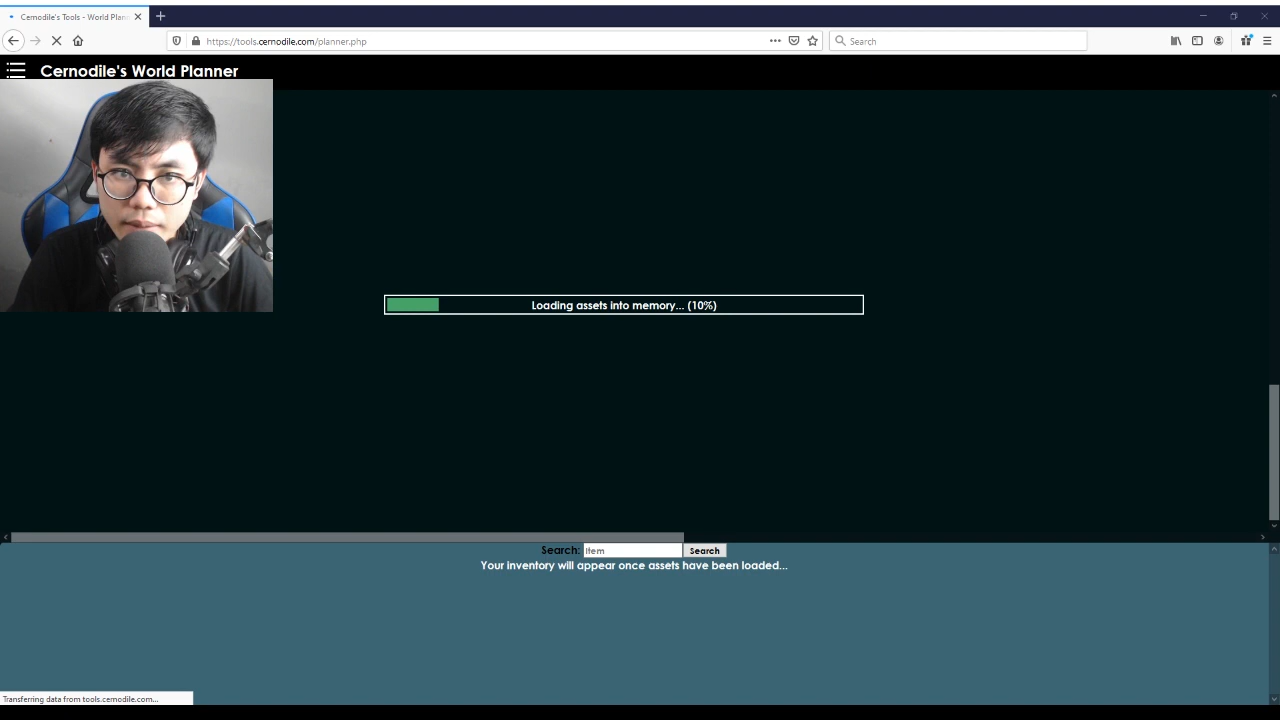 Cernodile's Tools - World Plann
https://tools.cernodile.com/planner.php
Search
Cernodile's World Planner
Loading assets into memory... (10%)
Search: Item Search
Your inventory will appear once assets have been loaded...
Transferring data from tools.cernodile.com...